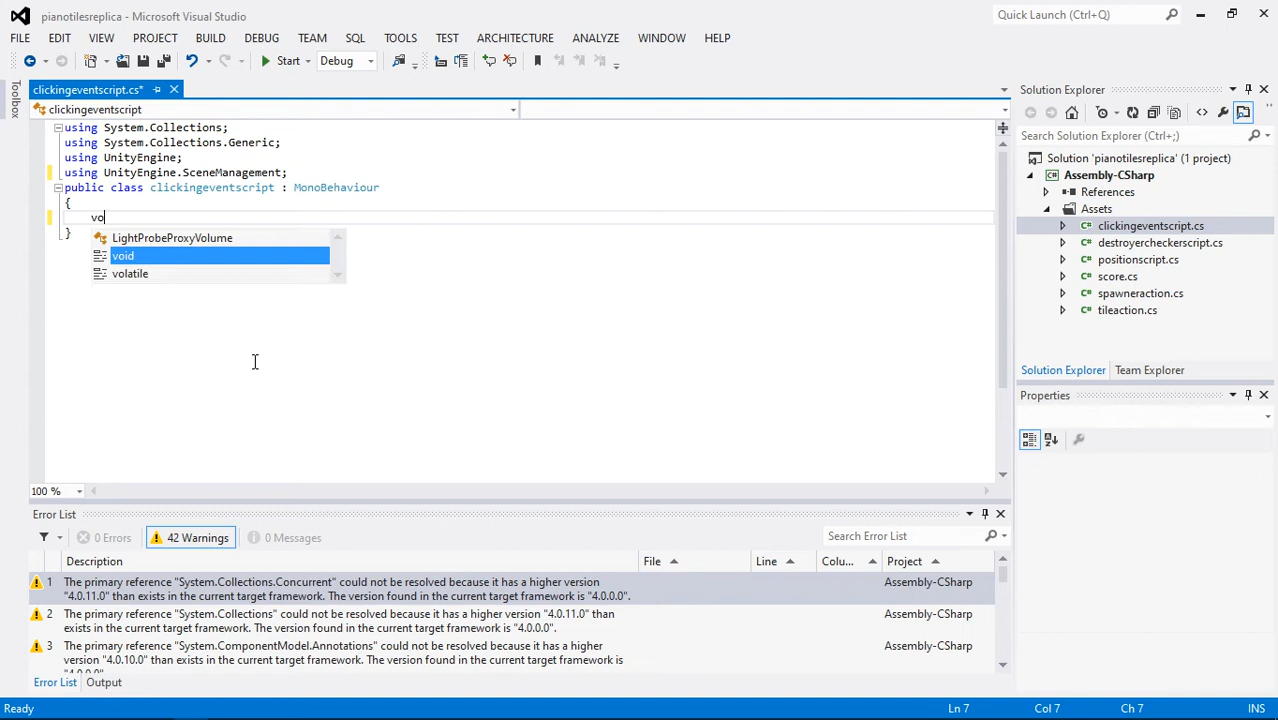 pianotilesreplica - Microsoft Visual Studio
Quick Launch (Ctrl+Q)
FILE EDIT VIEW PROJECT BUILD DEBUG TEAM SQL TOOLS TEST ARCHITECTURE ANALYZE WINDOW HELP
Start Debug
Toolbox
clickingeventscript.cs*
clickingeventscript
using System.Collections;
using System.Collections.Generic;
using UnityEngine;
using UnityEngine.SceneManagement;
public class clickingeventscript : MonoBehaviour
{
vo
}
LightProbeProxyVolume
void
volatile
100 %
Solution Explorer
Search Solution Explorer (Ctrl+;)
Solution 'pianotilesreplica' (1 project)
Assembly-CSharp
References
Assets
clickingeventscript.cs
destroyercheckerscript.cs
positionscript.cs
score.cs
spawneraction.cs
tileaction.cs
Solution Explorer Team Explorer
Properties
Error List
0 Errors 42 Warnings 0 Messages
Search Error List
Description File Line Colu... Project
1 The primary reference "System.Collections.Concurrent" could not be resolved because it has a higher version Assembly-CSharp
"4.0.11.0" than exists in the current target framework. The version found in the current target framework is "4.0.0.0".
2 The primary reference "System.Collections" could not be resolved because it has a higher version "4.0.11.0" than Assembly-CSharp
exists in the current target framework. The version found in the current target framework is "4.0.0.0".
3 The primary reference "System.ComponentModel.Annotations" could not be resolved because it has a higher Assembly-CSharp
version "4.0.10.0" than exists in the current target framework. The version found in the current target framework is
"4.0.0.0".
Error List Output
Ready Ln 7 Col 7 Ch 7 INS